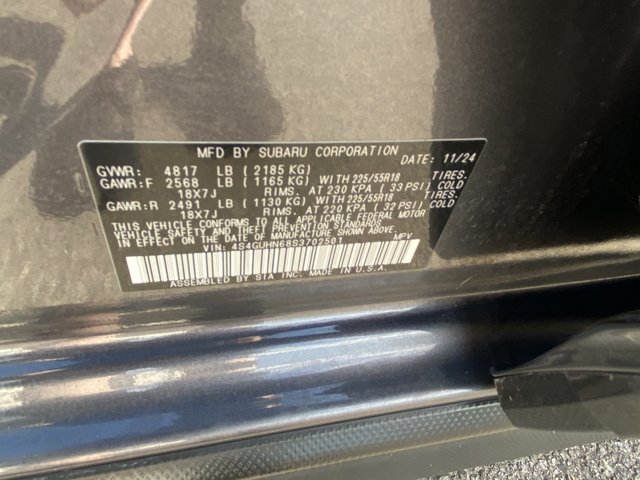 MFD BY SUBARU CORPORATION DATE: 11/24
GVWR: 4817 LB ( 2185 KG)
GAWR:F 2568 LB ( 1165 KG) WITH 225/55R18 TIRES.
18X7J RIMS. AT 230 KPA ( 33 PSI) COLD
GAWR:R 2491 LB ( 1130 KG) WITH 225/55R18 TIRES.
18X7J RIMS. AT 220 KPA ( 32 PSI) COLD
THIS VEHICLE CONFORMS TO ALL APPLICABLE FEDERAL MOTOR
VEHICLE SAFETY AND THEFT PREVENTION STANDARDS
IN EFFECT ON THE DATE OF MANUFACTURE SHOWN ABOVE.
VIN: 4S4GUHN68S3702501 MPV
ASSEMBLED BY SIA INC. MADE IN U.S.A.